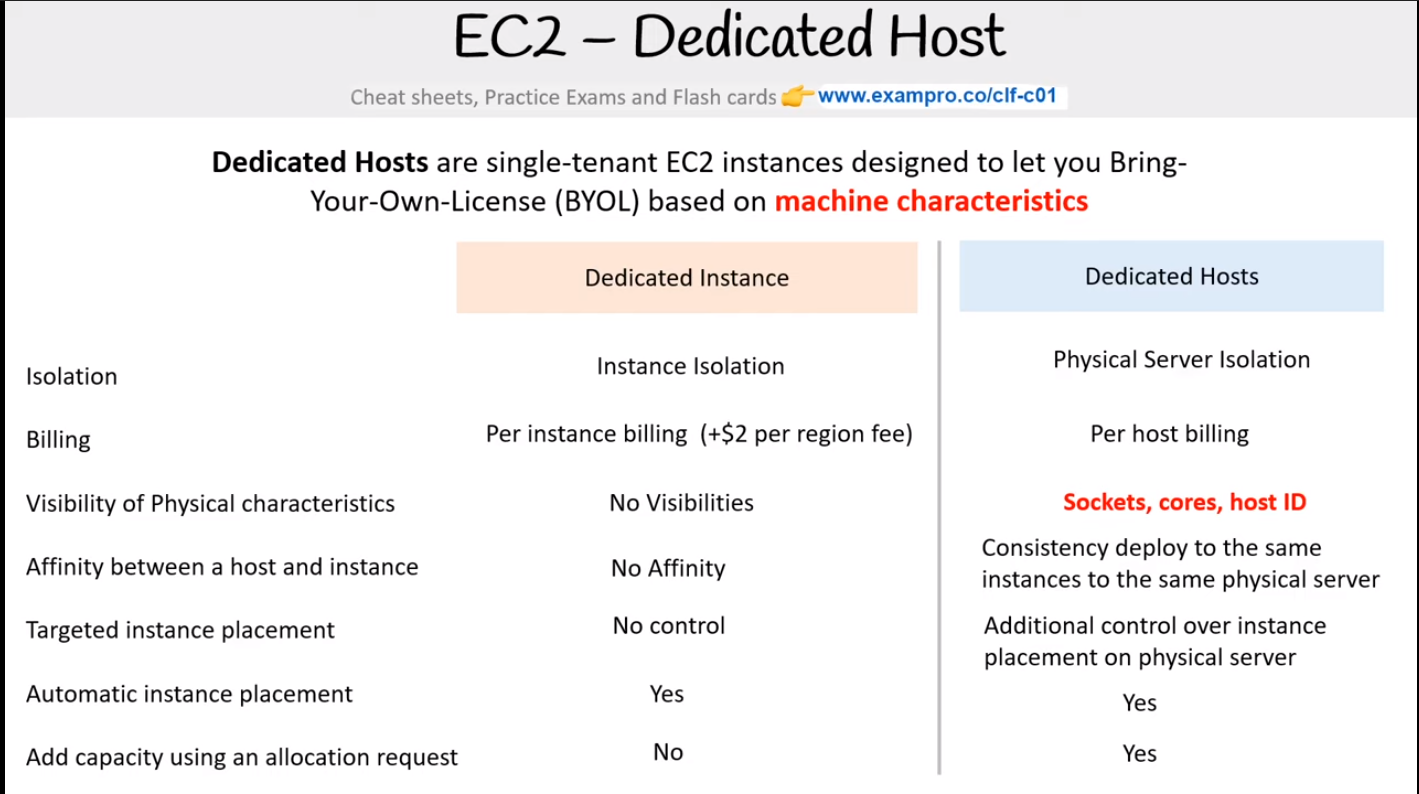 EC2 – Dedicated Host
Cheat sheets, Practice Exams and Flash cards 👉 www.exampro.co/clf-c01
Dedicated Hosts are single-tenant EC2 instances designed to let you Bring-
Your-Own-License (BYOL) based on machine characteristics
Dedicated Instance
Dedicated Hosts
Isolation
Instance Isolation
Physical Server Isolation
Billing
Per instance billing (+$2 per region fee)
Per host billing
Visibility of Physical characteristics
No Visibilities
Sockets, cores, host ID
Affinity between a host and instance
No Affinity
Consistency deploy to the same
instances to the same physical server
Targeted instance placement
No control
Additional control over instance
placement on physical server
Automatic instance placement
Yes
Yes
Add capacity using an allocation request
No
Yes